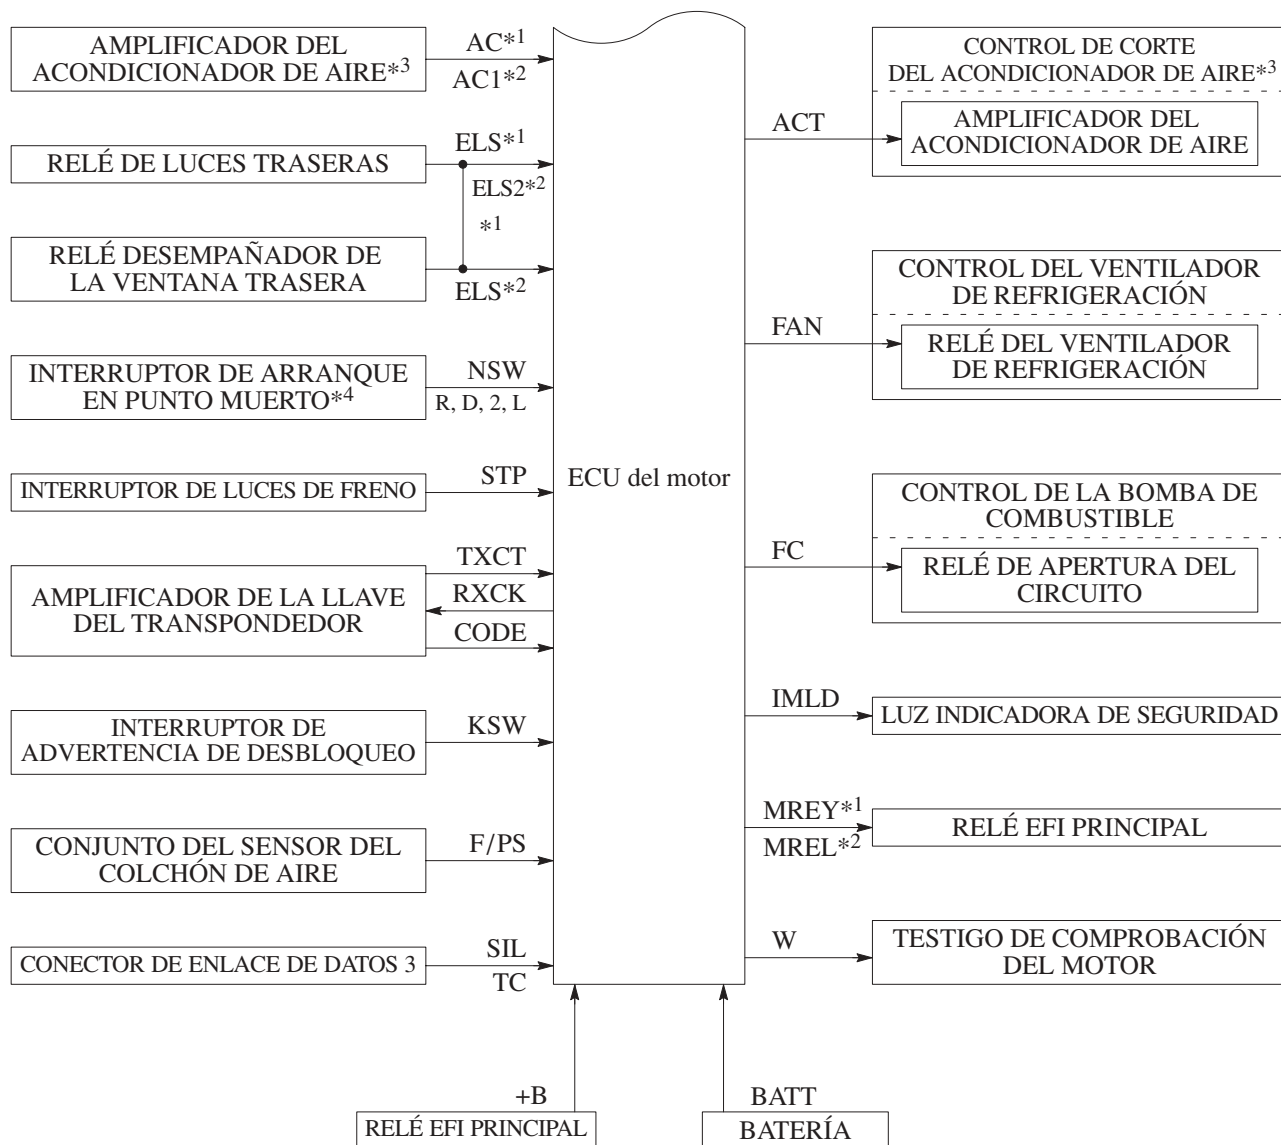 AMPLIFICADOR DEL
ACONDICIONADOR DE AIRE*3
AC*1
AC1*2
RELÉ DE LUCES TRASERAS
ELS*1
ELS2*2
*1
RELÉ DESEMPAÑADOR DE
LA VENTANA TRASERA
ELS*2
INTERRUPTOR DE ARRANQUE
EN PUNTO MUERTO*4
NSW
R, D, 2, L
INTERRUPTOR DE LUCES DE FRENO
STP
AMPLIFICADOR DE LA LLAVE
DEL TRANSPONDEDOR
TXCT
RXCK
CODE
INTERRUPTOR DE
ADVERTENCIA DE DESBLOQUEO
KSW
CONJUNTO DEL SENSOR DEL
COLCHÓN DE AIRE
F/PS
CONECTOR DE ENLACE DE DATOS 3
SIL
TC
ECU del motor
ACT
CONTROL DE CORTE
DEL ACONDICIONADOR DE AIRE*3
AMPLIFICADOR DEL
ACONDICIONADOR DE AIRE
FAN
CONTROL DEL VENTILADOR
DE REFRIGERACIÓN
RELÉ DEL VENTILADOR
DE REFRIGERACIÓN
FC
CONTROL DE LA BOMBA DE
COMBUSTIBLE
RELÉ DE APERTURA DEL
CIRCUITO
IMLD
LUZ INDICADORA DE SEGURIDAD
MREY*1
MREL*2
RELÉ EFI PRINCIPAL
W
TESTIGO DE COMPROBACIÓN
DEL MOTOR
+B
RELÉ EFI PRINCIPAL
BATT
BATERÍA